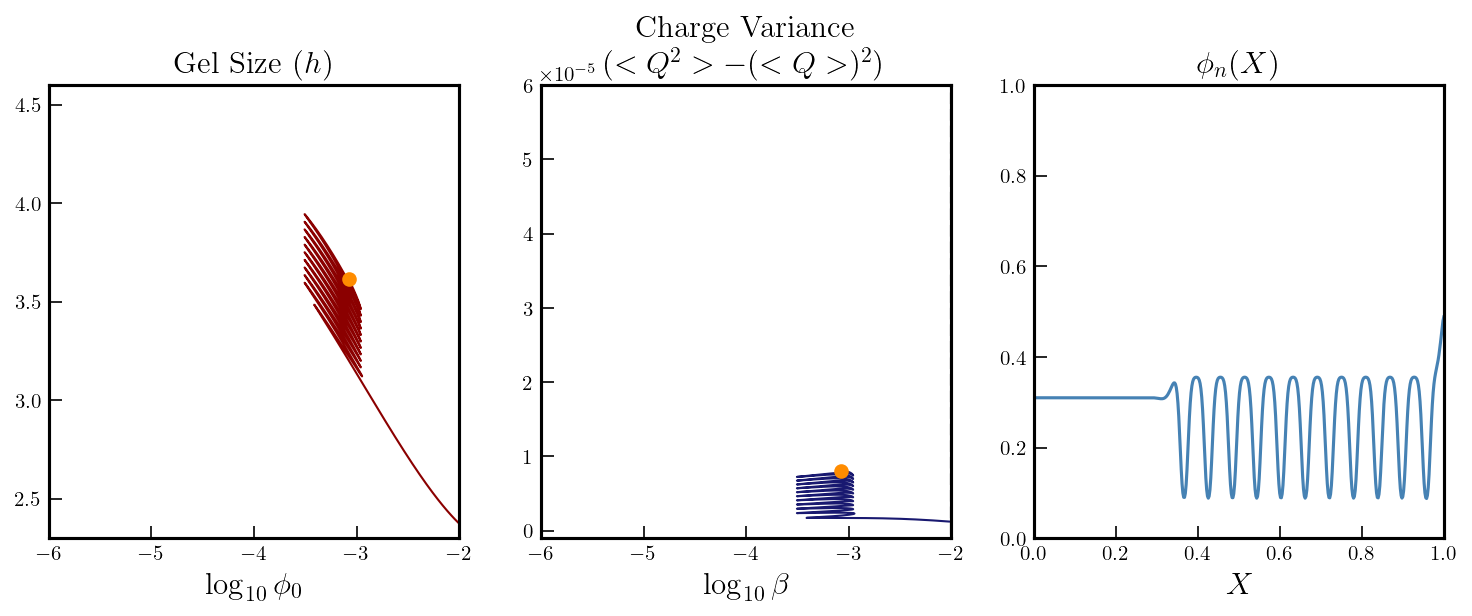 Gel Size (h)
4.5
4.0
3.5
3.0
2.5
−6 −5 −4 −3 −2
log₁₀ ϕ₀
Charge Variance
×10⁻⁵ (< Q² > −(< Q >)²)
6
5
4
3
2
1
0
−6 −5 −4 −3 −2
log₁₀ β
ϕₙ(X)
1.0
0.8
0.6
0.4
0.2
0.0
0.0 0.2 0.4 0.6 0.8 1.0
X